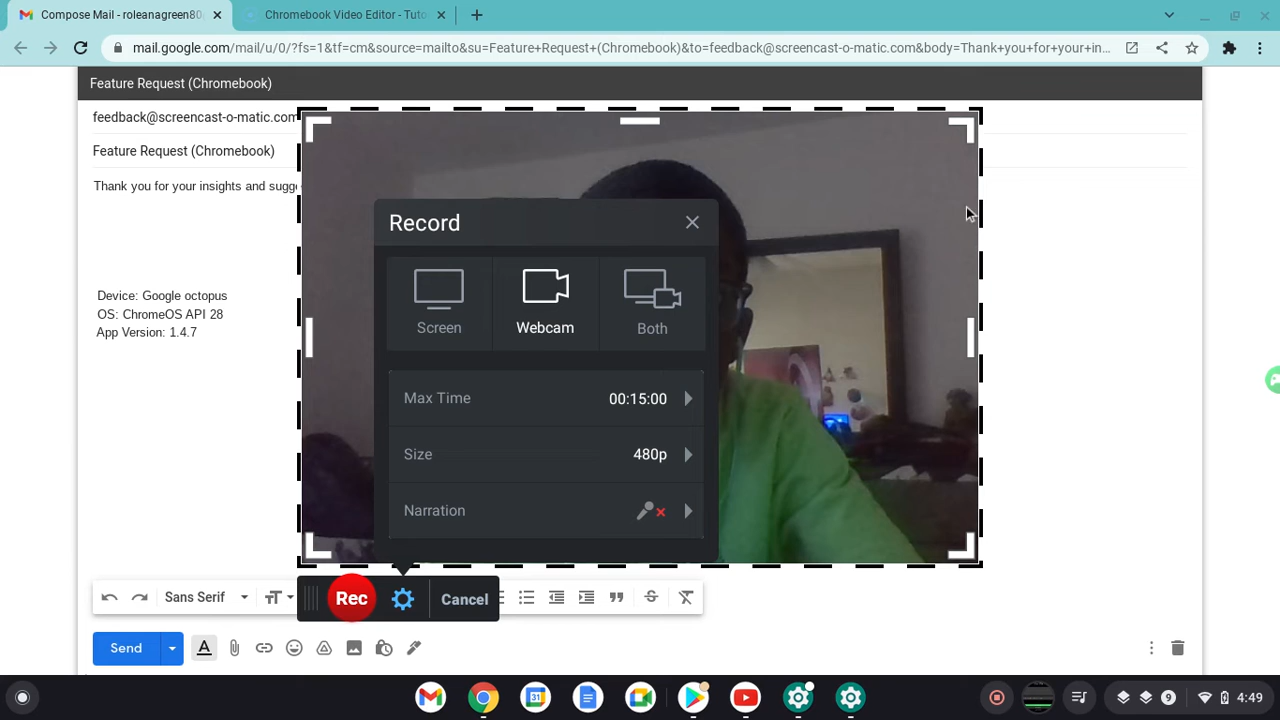 Compose Mail - roleanagreen80
Chromebook Video Editor - Tuto
mail.google.com/mail/u/0/?fs=1&tf=cm&source=mailto&su=Feature+Request+(Chromebook)&to=feedback@screencast-o-matic.com&body=Thank+you+for+your+in...
Feature Request (Chromebook)
feedback@screencast-o-matic.com
Feature Request (Chromebook)
Thank you for your insights and sugge
Record
Screen
Webcam
Both
Device: Google octopus
OS: ChromeOS API 28
App Version: 1.4.7
Max Time 00:15:00
Size 480p
Narration
Rec
Cancel
Sans Serif
Send
31
9
4:49